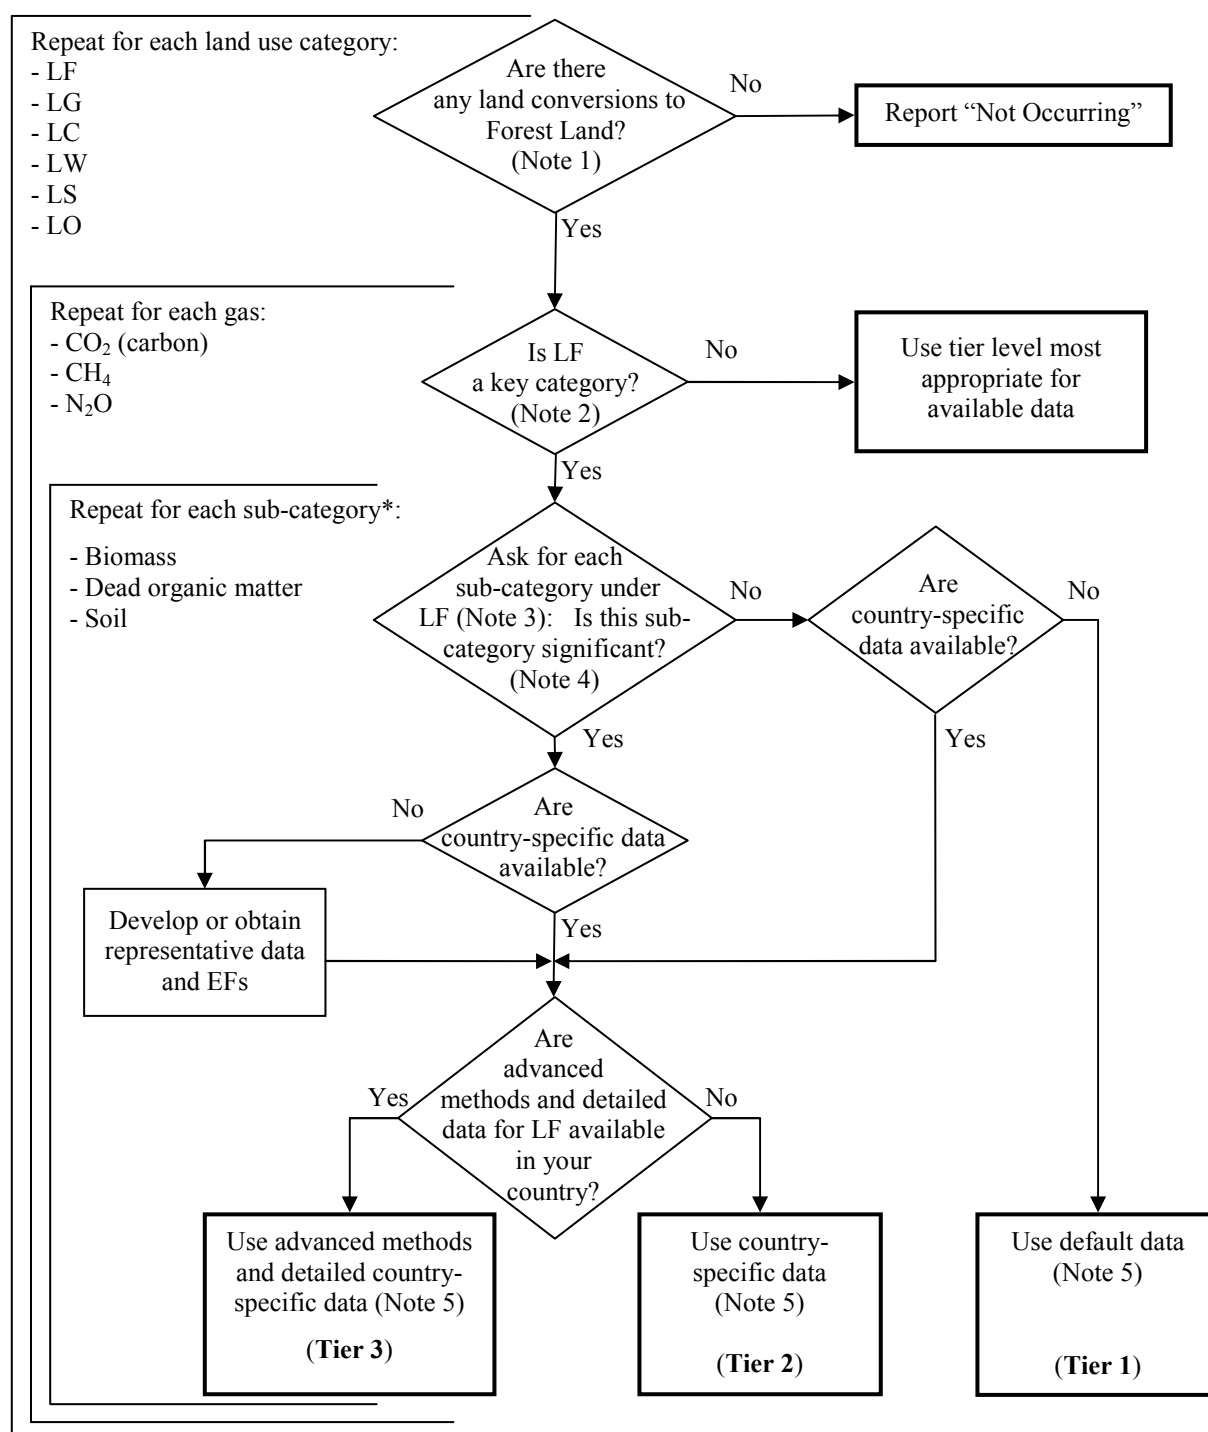 Repeat for each land use category:
- LF
- LG
- LC
- LW
- LS
- LO
Are there
any land conversions to
Forest Land?
(Note 1)
No
Report “Not Occurring”
Yes
Repeat for each gas:
- CO₂ (carbon)
- CH₄
- N₂O
Is LF
a key category?
(Note 2)
No
Use tier level most
appropriate for
available data
Yes
Repeat for each sub-category*:
- Biomass
- Dead organic matter
- Soil
Ask for each
sub-category under
LF (Note 3): Is this sub-
category significant?
(Note 4)
No
Are
country-specific
data available?
No
Yes
Yes
No
Are
country-specific data
available?
Develop or obtain
representative data
and EFs
Yes
Are
advanced
methods and detailed
data for LF available
in your
country?
Yes
No
Use advanced methods
and detailed country-
specific data (Note 5)
(Tier 3)
Use country-
specific data
(Note 5)
(Tier 2)
Use default data
(Note 5)
(Tier 1)